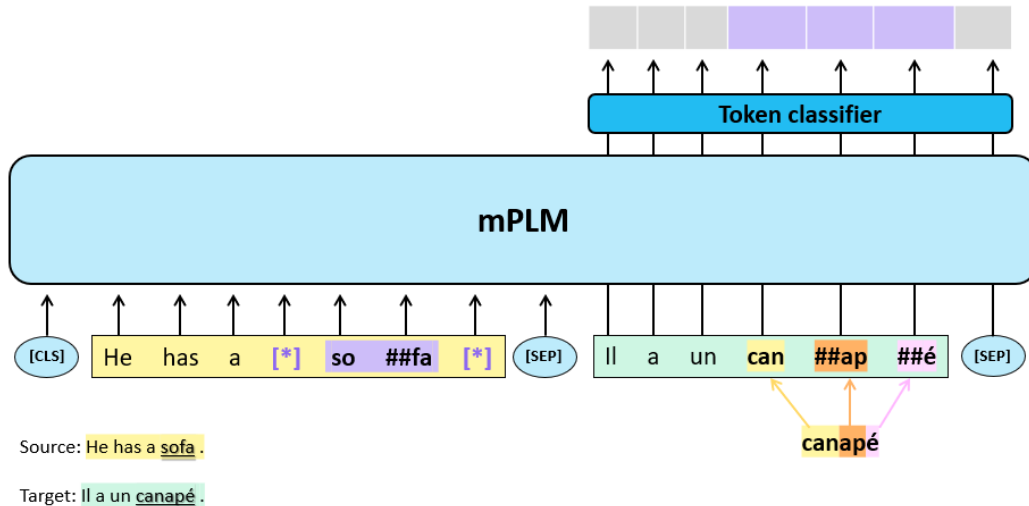 Token classifier
mPLM
[CLS] He has a [*] so ##fa [*] [SEP] Il a un can ##ap ##é [SEP]
canapé
Source: He has a sofa .
Target: Il a un canapé .